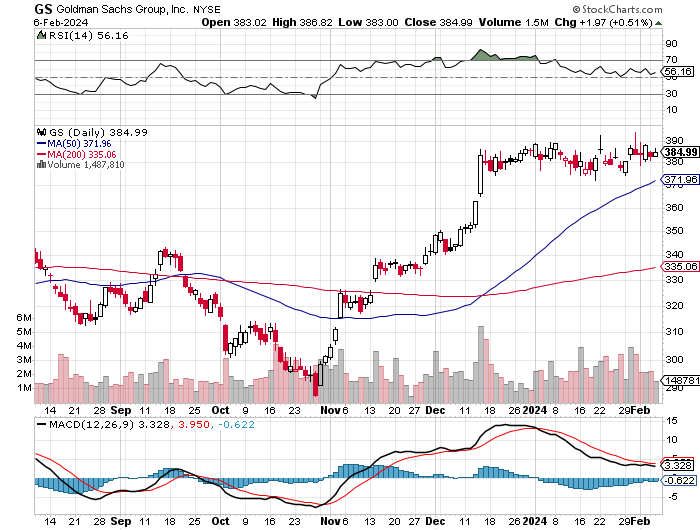 GS Goldman Sachs Group, Inc. NYSE © StockCharts.com
6-Feb-2024 Open 383.02 High 386.82 Low 383.00 Close 384.99 Volume 1.5M Chg +1.97 (+0.51%)
RSI(14) 56.16
90
70
56.16
50
30
10
GS (Daily) 384.99
MA(50) 371.96
MA(200) 335.06
Volume 1,487,810
390
384.99
380
371.96
360
350
340
335.06
330
320
310
300
290
6M
5M
4M
3M
2M
1M
148781
14 21 28 Sep 11 18 25 Oct 9 16 23 Nov 6 13 20 27 Dec 11 18 26 2024 8 16 22 29 Feb
MACD(12,26,9) 3.328, 3.950, -0.622
15
10
5
3.328
-0.622
-5
14 21 28 Sep 11 18 25 Oct 9 16 23 Nov 6 13 20 27 Dec 11 18 26 2024 8 16 22 29 Feb